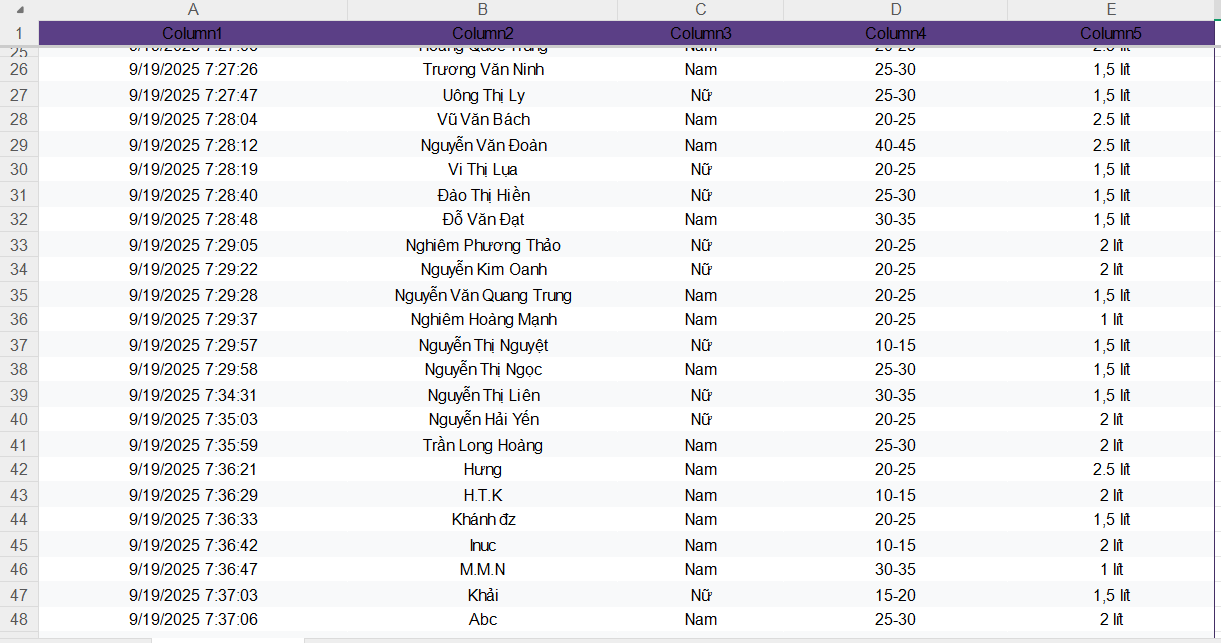 A B C D E
1 Column1 Column2 Column3 Column4 Column5
25 Hoàng Quốc Trung Nam 20-25 2.5 lít
26 9/19/2025 7:27:26 Trương Văn Ninh Nam 25-30 1,5 lít
27 9/19/2025 7:27:47 Uông Thị Ly Nữ 25-30 1,5 lít
28 9/19/2025 7:28:04 Vũ Văn Bách Nam 20-25 2.5 lít
29 9/19/2025 7:28:12 Nguyễn Văn Đoàn Nam 40-45 2.5 lít
30 9/19/2025 7:28:19 Vi Thị Lụa Nữ 20-25 1,5 lít
31 9/19/2025 7:28:40 Đào Thị Hiền Nữ 25-30 1,5 lít
32 9/19/2025 7:28:48 Đỗ Văn Đạt Nam 30-35 1,5 lít
33 9/19/2025 7:29:05 Nghiêm Phương Thảo Nữ 20-25 2 lít
34 9/19/2025 7:29:22 Nguyễn Kim Oanh Nữ 20-25 2 lít
35 9/19/2025 7:29:28 Nguyễn Văn Quang Trung Nam 20-25 1,5 lít
36 9/19/2025 7:29:37 Nghiêm Hoàng Mạnh Nam 20-25 1 lít
37 9/19/2025 7:29:57 Nguyễn Thị Nguyệt Nữ 10-15 1,5 lít
38 9/19/2025 7:29:58 Nguyễn Thị Ngọc Nam 25-30 1,5 lít
39 9/19/2025 7:34:31 Nguyễn Thị Liên Nữ 30-35 1,5 lít
40 9/19/2025 7:35:03 Nguyễn Hải Yến Nữ 20-25 2 lít
41 9/19/2025 7:35:59 Trần Long Hoàng Nam 25-30 2 lít
42 9/19/2025 7:36:21 Hưng Nam 20-25 2.5 lít
43 9/19/2025 7:36:29 H.T.K Nam 10-15 2 lít
44 9/19/2025 7:36:33 Khánh đz Nam 20-25 1,5 lít
45 9/19/2025 7:36:42 Inuc Nam 10-15 2 lít
46 9/19/2025 7:36:47 M.M.N Nam 30-35 1 lít
47 9/19/2025 7:37:03 Khải Nữ 15-20 1,5 lít
48 9/19/2025 7:37:06 Abc Nam 25-30 2 lít